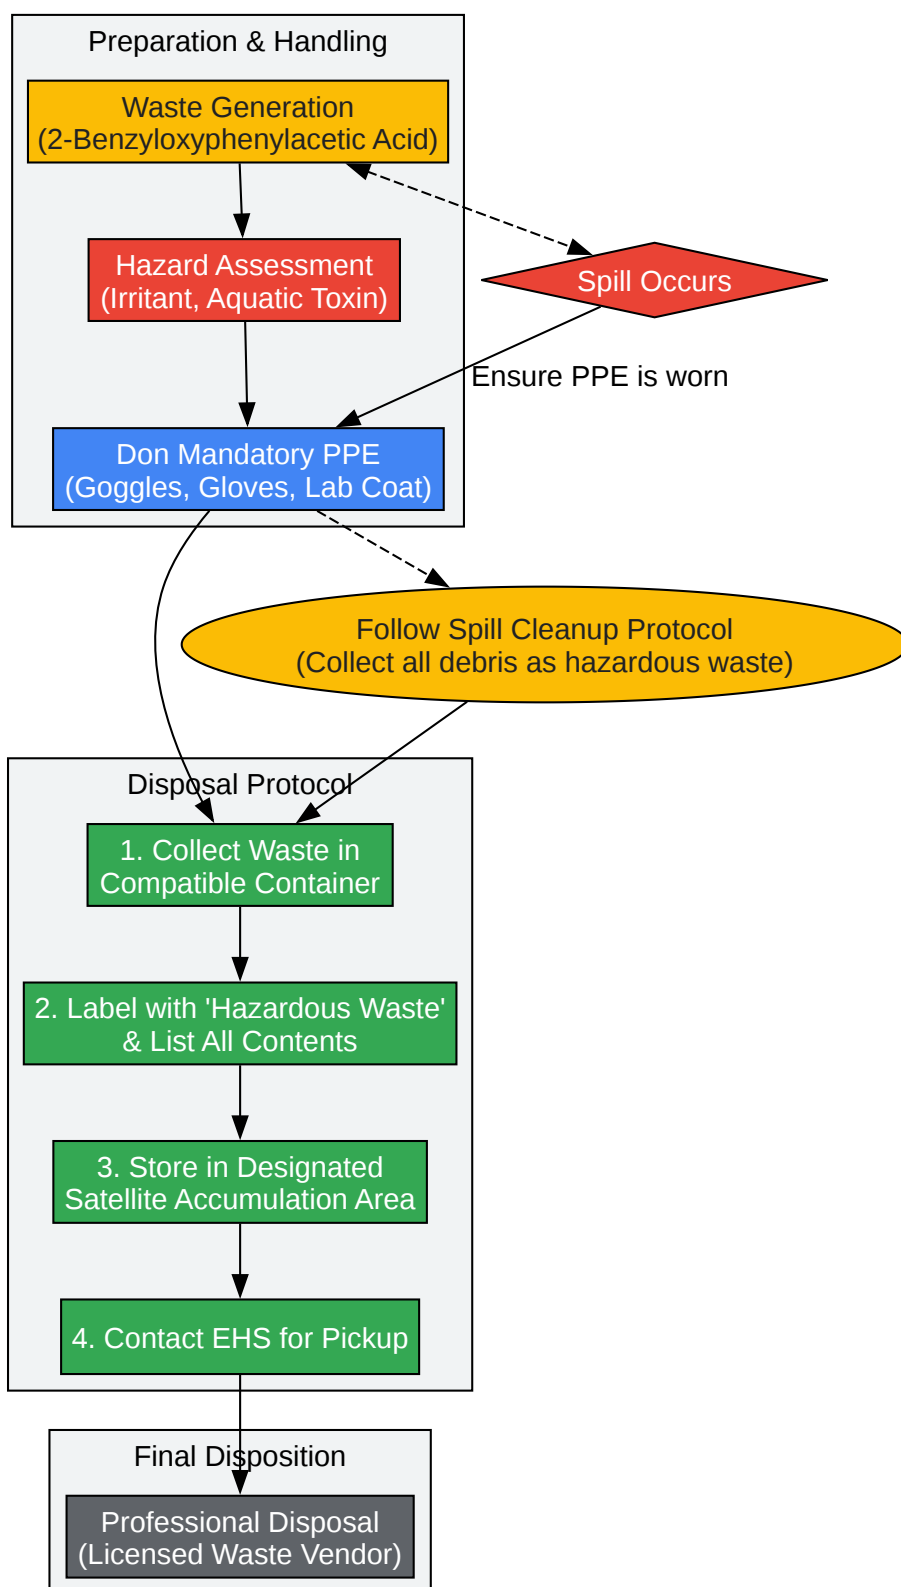 Preparation & Handling
Waste Generation
(2-Benzyloxyphenylacetic Acid)
Hazard Assessment
(Irritant, Aquatic Toxin)
Spill Occurs
Ensure PPE is worn
Don Mandatory PPE
(Goggles, Gloves, Lab Coat)
Follow Spill Cleanup Protocol
(Collect all debris as hazardous waste)
Disposal Protocol
1. Collect Waste in
Compatible Container
2. Label with 'Hazardous Waste'
& List All Contents
3. Store in Designated
Satellite Accumulation Area
4. Contact EHS for Pickup
Final Disposition
Professional Disposal
(Licensed Waste Vendor)